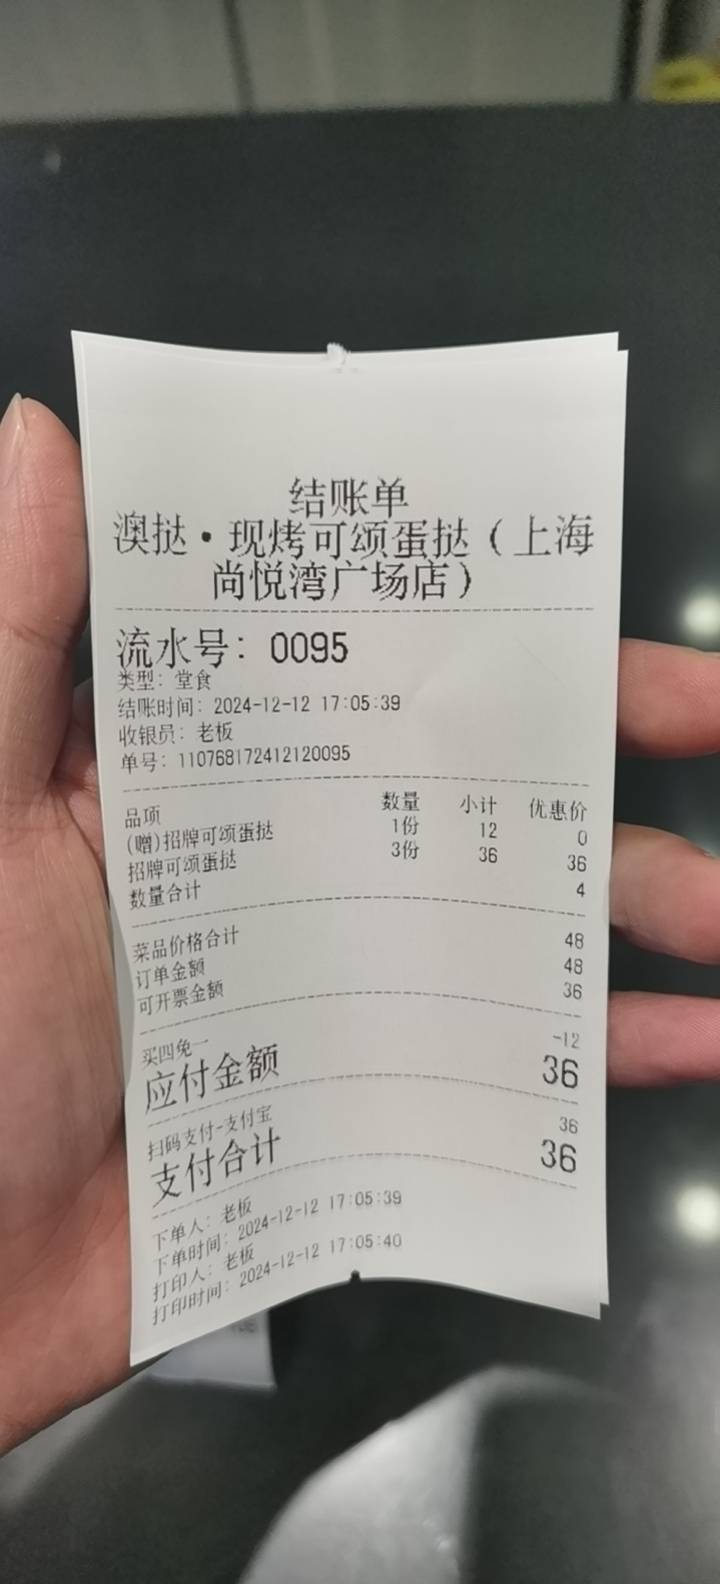 结账单
澳挞·现烤可颂蛋挞（上海
尚悦湾广场店）
流水号：0095
类型：堂食
结账时间：2024-12-12 17:05:39
收银员：老板
单号：110768172412120095
品项 数量 小计 优惠价
(赠)招牌可颂蛋挞 1份 12 0
招牌可颂蛋挞 3份 36 36
数量合计 4
菜品价格合计 48
订单金额 48
可开票金额 36
买四免一 -12
应付金额 36
扫码支付-支付宝 36
支付合计 36
下单人：老板
下单时间：2024-12-12 17:05:39
打印人：老板
打印时间：2024-12-12 17:05:40